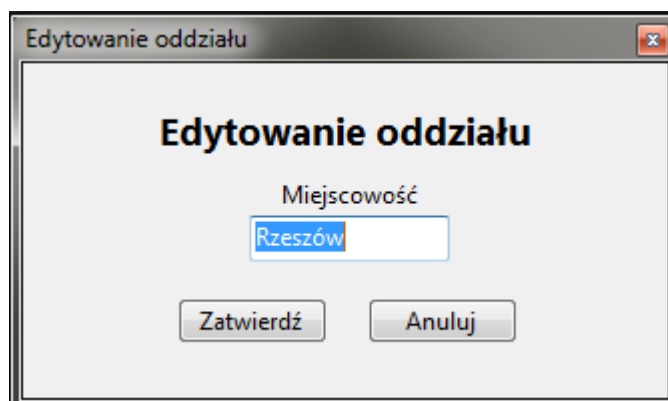 Edytowanie oddziału
Edytowanie oddziału
Miejscowość
Rzeszów
Zatwierdź Anuluj